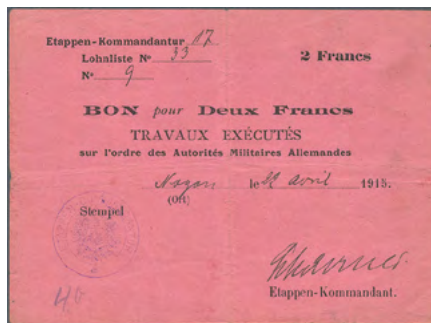 Etappen-Kommandantur 17
Lohnliste No 33
No 9
2 Francs
BON pour Deux Francs
TRAVAUX EXÉCUTÉS
sur l'ordre des Autorités Militaires Allemandes
Noyon le 22 avril 1915.
(Ort)
Stempel
Etappen-Kommandant.
40